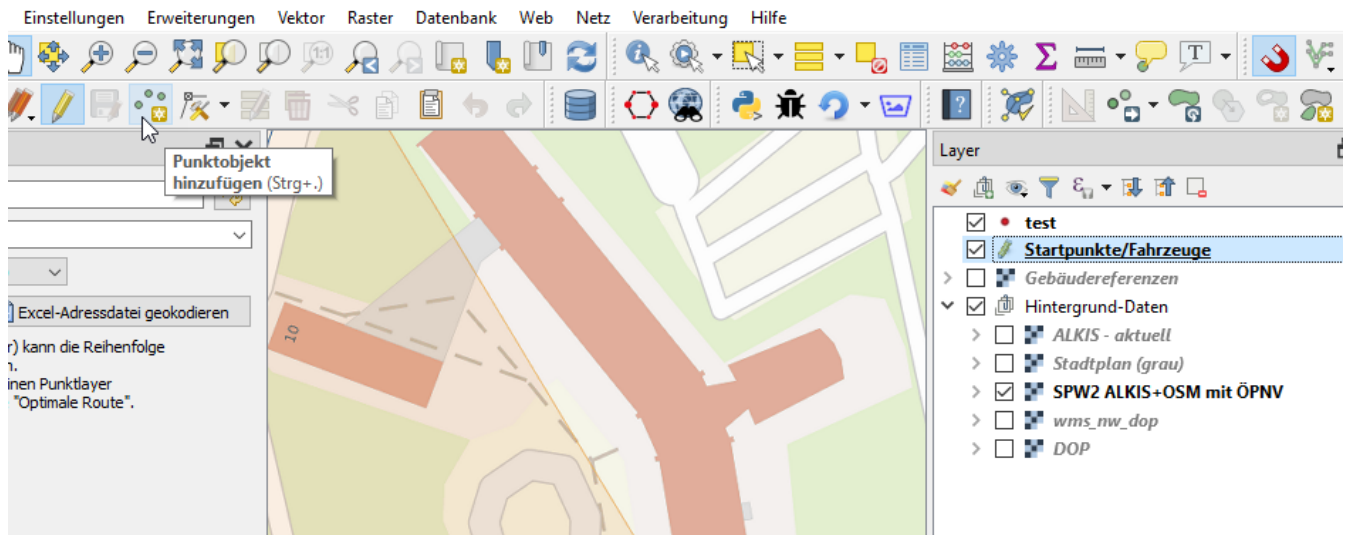 Einstellungen Erweiterungen Vektor Raster Datenbank Web Netz Verarbeitung Hilfe
1:1
T
?
Punktobjekt
hinzufügen (Strg+.)
Excel-Adressdatei geokodieren
r) kann die Reihenfolge
n.
inen Punktlayer
"Optimale Route".
10
Layer
test
Startpunkte/Fahrzeuge
Gebäudereferenzen
Hintergrund-Daten
ALKIS - aktuell
Stadtplan (grau)
SPW2 ALKIS+OSM mit ÖPNV
wms_nw_dop
DOP